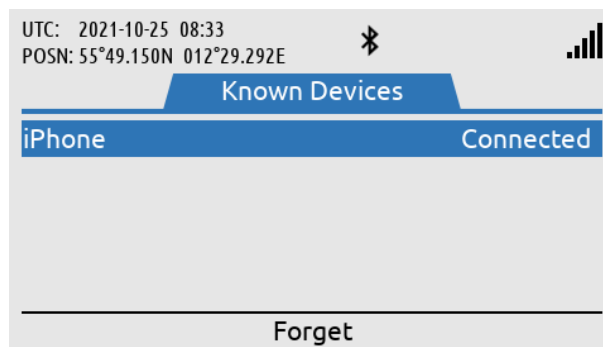 UTC: 2021-10-25 08:33
POSN: 55°49.150N 012°29.292E
Known Devices
iPhone Connected
Forget